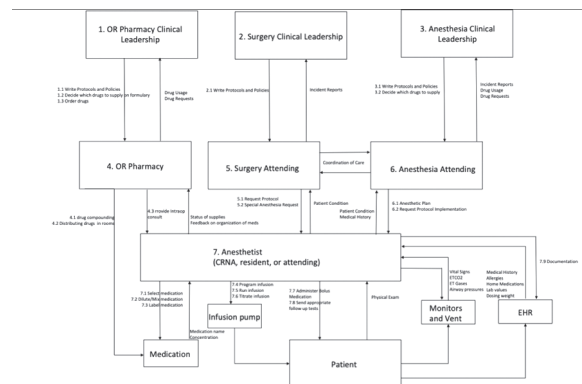 1. OR Pharmacy Clinical
Leadership
2. Surgery Clinical Leadership
3. Anesthesia Clinical
Leadership
1.1 Write Protocols and Policies
1.2 Decide which drugs to supply on formulary
1.3 Order drugs
Drug Usage
Drug Requests
2.1 Write Protocols and Policies
Incident Reports
3.1 Write Protocols and Policies
3.2 Decide which drugs to supply
Incident Reports
Drug Usage
Drug Requests
4. OR Pharmacy
5. Surgery Attending
Coordination of Care
6. Anesthesia Attending
4.1 drug compounding
4.2 Distributing drugs in rooms
4.3 Provide Intraop
consult
Status of supplies
Feedback on organization of meds
5.1 Request Protocol
5.2 Special Anesthesia Request
Patient Condition
Patient Condition
Medical History
6.1 Anesthetic Plan
6.2 Request Protocol Implementation
7. Anesthetist
(CRNA, resident, or attending)
7.1 Select medication
7.2 Dilute/Mix medication
7.3 Label medication
7.4 Program infusion
7.5 Run infusion
7.6 Titrate infusion
7.7 Administer bolus
Medication
7.8 Send appropriate
follow up tests
Physical Exam
Vital Signs
ETCO2
ET Gases
Airway pressures
Medical History
Allergies
Home Medications
Lab values
Dosing weight
7.9 Documentation
Infusion pump
Monitors
and Vent
EHR
Medication name
Concentration
Medication
Patient